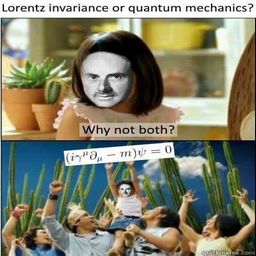 Lorentz invariance or quantum mechanics?
Why not both?
(iγ^μ∂_μ − m)ψ = 0
quickmeme.com